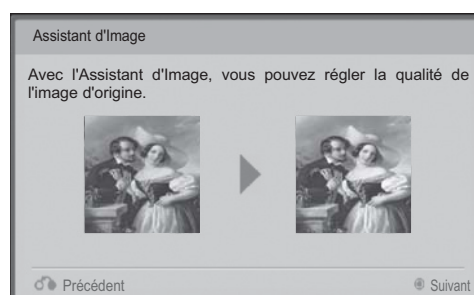 Assistant d'Image
Avec l'Assistant d'Image, vous pouvez régler la qualité de
l'image d'origine.
Précédent
Suivant